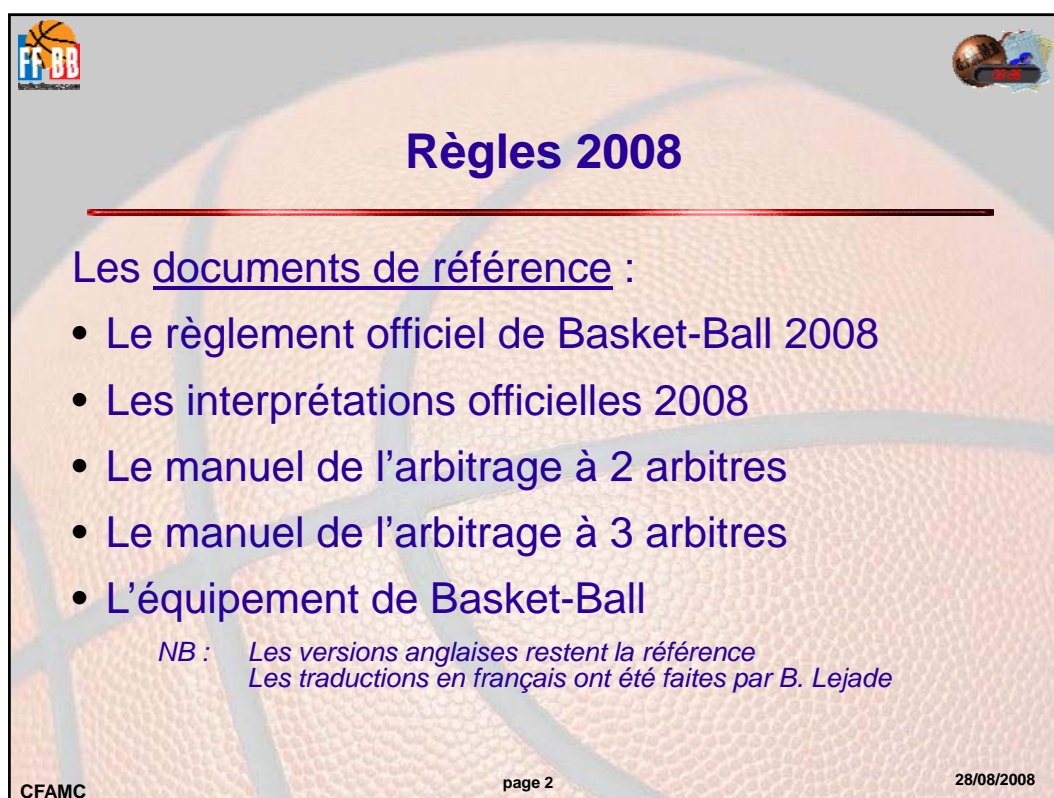 FF BB
Règles 2008
Les documents de référence :
• Le règlement officiel de Basket-Ball 2008
• Les interprétations officielles 2008
• Le manuel de l'arbitrage à 2 arbitres
• Le manuel de l'arbitrage à 3 arbitres
• L'équipement de Basket-Ball
NB : Les versions anglaises restent la référence
Les traductions en français ont été faites par B. Lejade
CFAMC
page 2
28/08/2008